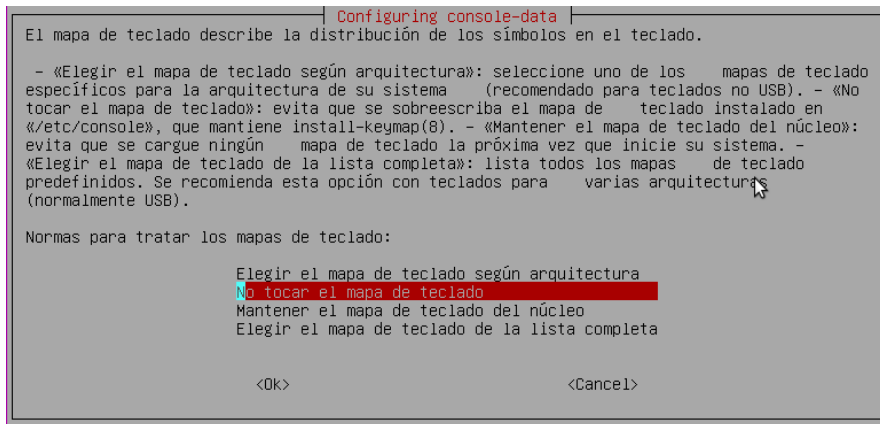 Configuring console-data
El mapa de teclado describe la distribución de los símbolos en el teclado.
– «Elegir el mapa de teclado según arquitectura»: seleccione uno de los mapas de teclado
específicos para la arquitectura de su sistema (recomendado para teclados no USB). – «No
tocar el mapa de teclado»: evita que se sobreescriba el mapa de teclado instalado en
«/etc/console», que mantiene install-keymap(8). – «Mantener el mapa de teclado del núcleo»:
evita que se cargue ningún mapa de teclado la próxima vez que inicie su sistema. –
«Elegir el mapa de teclado de la lista completa»: lista todos los mapas de teclado
predefinidos. Se recomienda esta opción con teclados para varias arquitecturas
(normalmente USB).
Normas para tratar los mapas de teclado:
Elegir el mapa de teclado según arquitectura
No tocar el mapa de teclado
Mantener el mapa de teclado del núcleo
Elegir el mapa de teclado de la lista completa
<Ok> <Cancel>